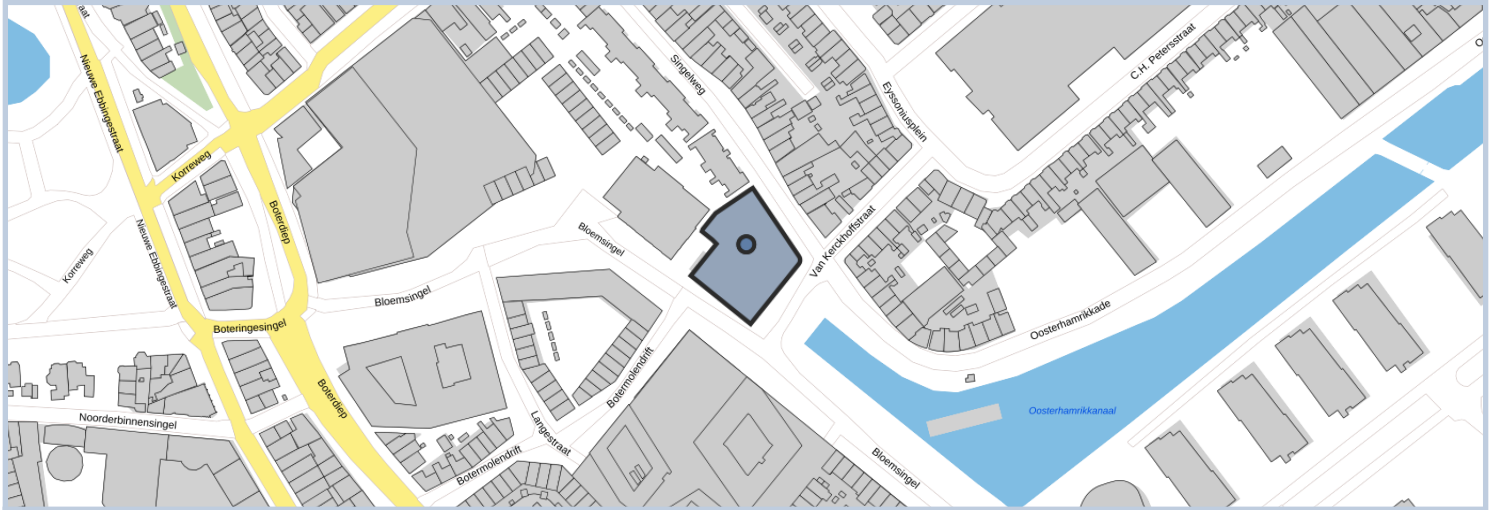 aat
Nieuwe Ebbingestraat
Singelweg
C.H. Petersstraat
O
Eyssoniusplein
Korreweg
Boterdiep
Korreweg
Nieuwe Ebbingestraat
Bloemsingel
Van Kerckhoffstraat
Bloemsingel
Boteringesingel
Oosterhamrikkade
Botermolendrift
Boterdiep
Noorderbinnensingel
Oosterhamrikkanaal
Langestraat
Botermolendrift
Bloemsingel